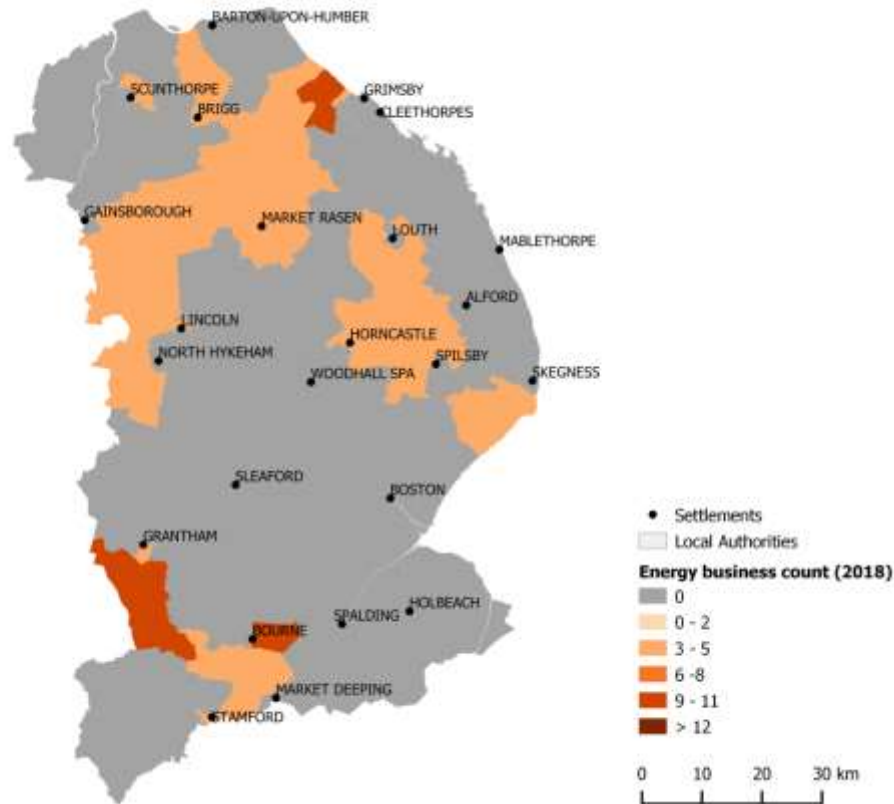 BARTON-UPON-HUMBER
SCUNTHORPE
GRIMSBY
BRIGG
CLEETHORPES
GAINSBOROUGH
MARKET RASEN
LOUTH
MABLETHORPE
ALFORD
LINCOLN
HORNCASTLE
NORTH HYKEHAM
SPILSBY
WOODHALL SPA
SKEGNESS
SLEAFORD
BOSTON
GRANTHAM
HOLBEACH
SPALDING
BOURNE
MARKET DEEPING
STAMFORD
Settlements
Local Authorities
Energy business count (2018)
0
0 - 2
3 - 5
6 -8
9 - 11
> 12
0 10 20 30 km